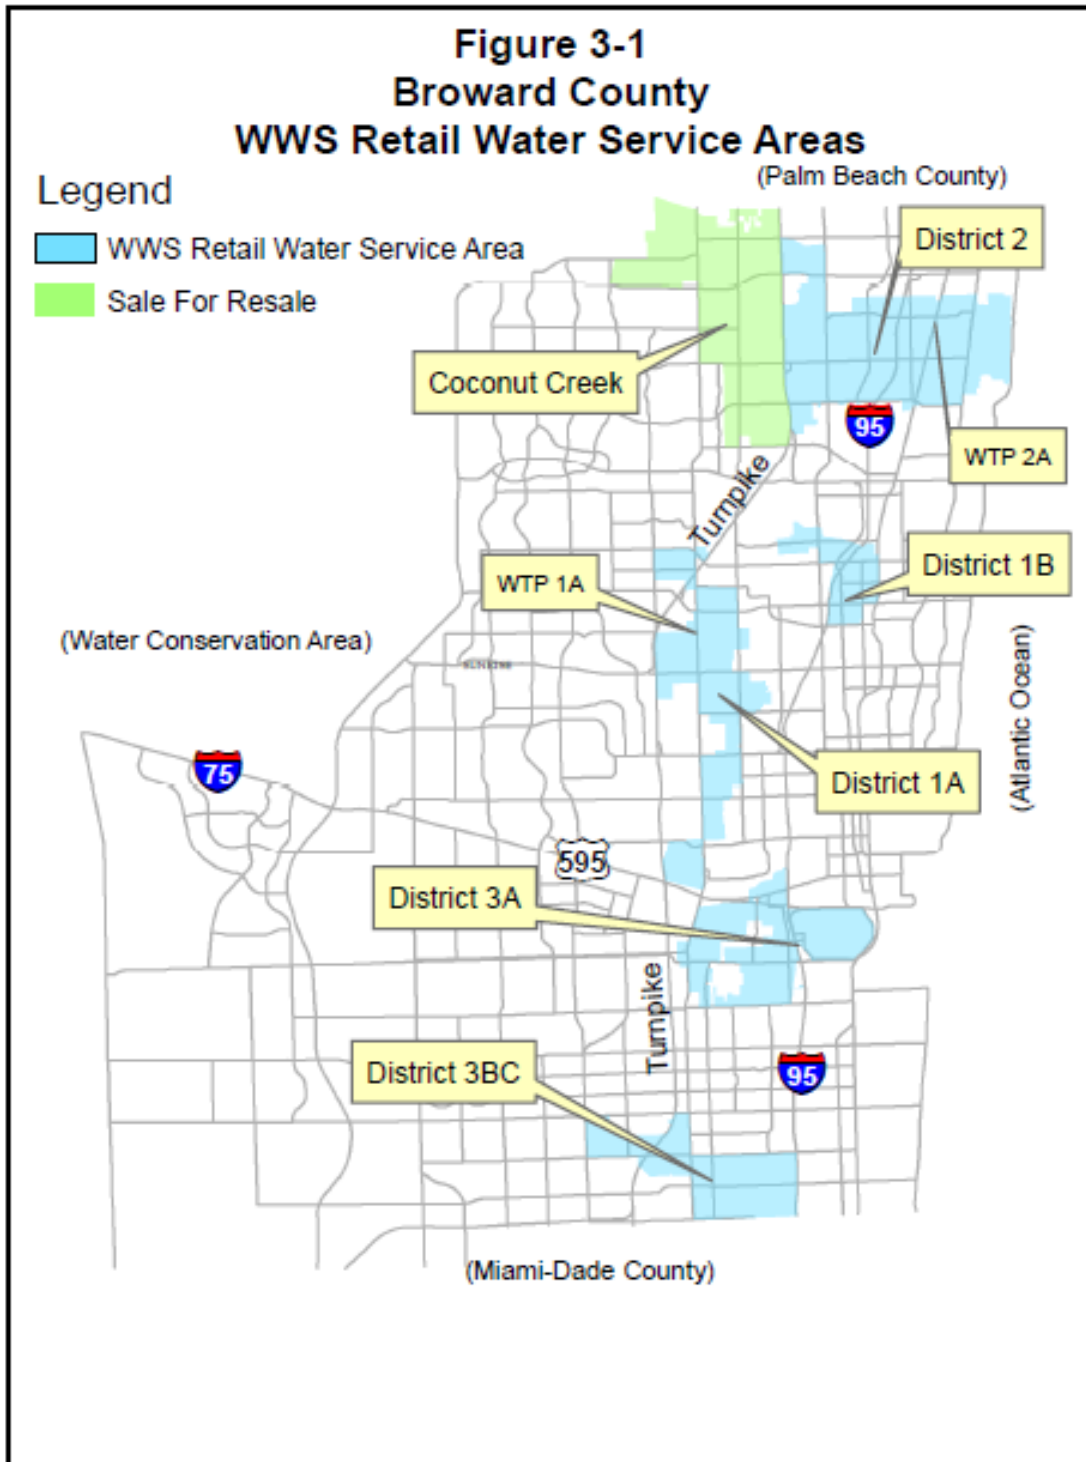 Figure 3-1
Broward County
WWS Retail Water Service Areas
(Palm Beach County)
Legend
WWS Retail Water Service Area
Sale For Resale
District 2
Coconut Creek
95
WTP 2A
Turnpike
District 1B
WTP 1A
(Water Conservation Area)
SUNRISE
(Atlantic Ocean)
75
District 1A
595
District 3A
Turnpike
District 3BC
95
(Miami-Dade County)